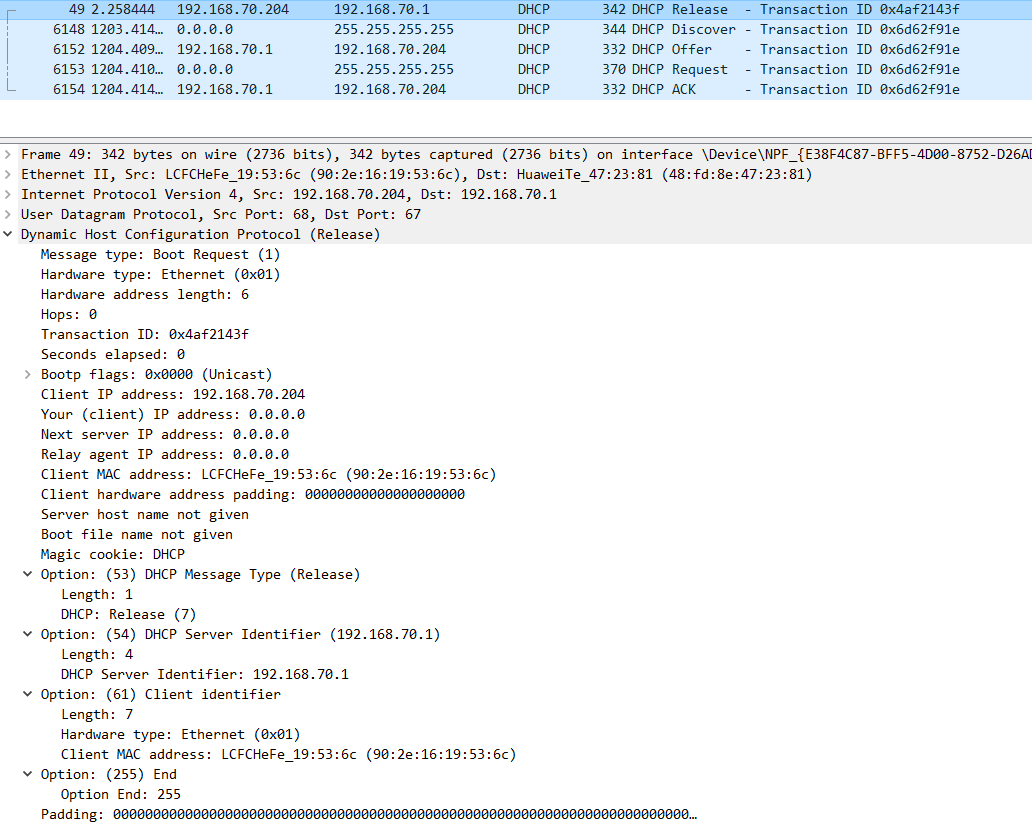 49 2.258444 192.168.70.204 192.168.70.1 DHCP 342 DHCP Release - Transaction ID 0x4af2143f
6148 1203.414… 0.0.0.0 255.255.255.255 DHCP 344 DHCP Discover - Transaction ID 0x6d62f91e
6152 1204.409… 192.168.70.1 192.168.70.204 DHCP 332 DHCP Offer - Transaction ID 0x6d62f91e
6153 1204.410… 0.0.0.0 255.255.255.255 DHCP 370 DHCP Request - Transaction ID 0x6d62f91e
6154 1204.414… 192.168.70.1 192.168.70.204 DHCP 332 DHCP ACK - Transaction ID 0x6d62f91e
Frame 49: 342 bytes on wire (2736 bits), 342 bytes captured (2736 bits) on interface \Device\NPF_{E38F4C87-BFF5-4D00-8752-D26AD
Ethernet II, Src: LCFCHeFe_19:53:6c (90:2e:16:19:53:6c), Dst: HuaweiTe_47:23:81 (48:fd:8e:47:23:81)
Internet Protocol Version 4, Src: 192.168.70.204, Dst: 192.168.70.1
User Datagram Protocol, Src Port: 68, Dst Port: 67
Dynamic Host Configuration Protocol (Release)
Message type: Boot Request (1)
Hardware type: Ethernet (0x01)
Hardware address length: 6
Hops: 0
Transaction ID: 0x4af2143f
Seconds elapsed: 0
Bootp flags: 0x0000 (Unicast)
Client IP address: 192.168.70.204
Your (client) IP address: 0.0.0.0
Next server IP address: 0.0.0.0
Relay agent IP address: 0.0.0.0
Client MAC address: LCFCHeFe_19:53:6c (90:2e:16:19:53:6c)
Client hardware address padding: 00000000000000000000
Server host name not given
Boot file name not given
Magic cookie: DHCP
Option: (53) DHCP Message Type (Release)
Length: 1
DHCP: Release (7)
Option: (54) DHCP Server Identifier (192.168.70.1)
Length: 4
DHCP Server Identifier: 192.168.70.1
Option: (61) Client identifier
Length: 7
Hardware type: Ethernet (0x01)
Client MAC address: LCFCHeFe_19:53:6c (90:2e:16:19:53:6c)
Option: (255) End
Option End: 255
Padding: 000000000000000000000000000000000000000000000000000000000000000000000000…